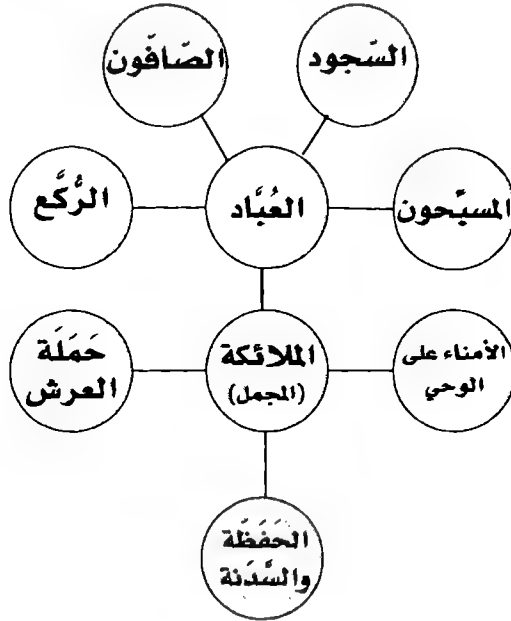 السّجود
الصّافّون
المسبّحون
العُبَّاد
الرُّكَّع
الأمناء على
الوحي
الملائكة
(المجمل)
حَمَلَة
العرش
الحَفَظَة
والسَّدَنة